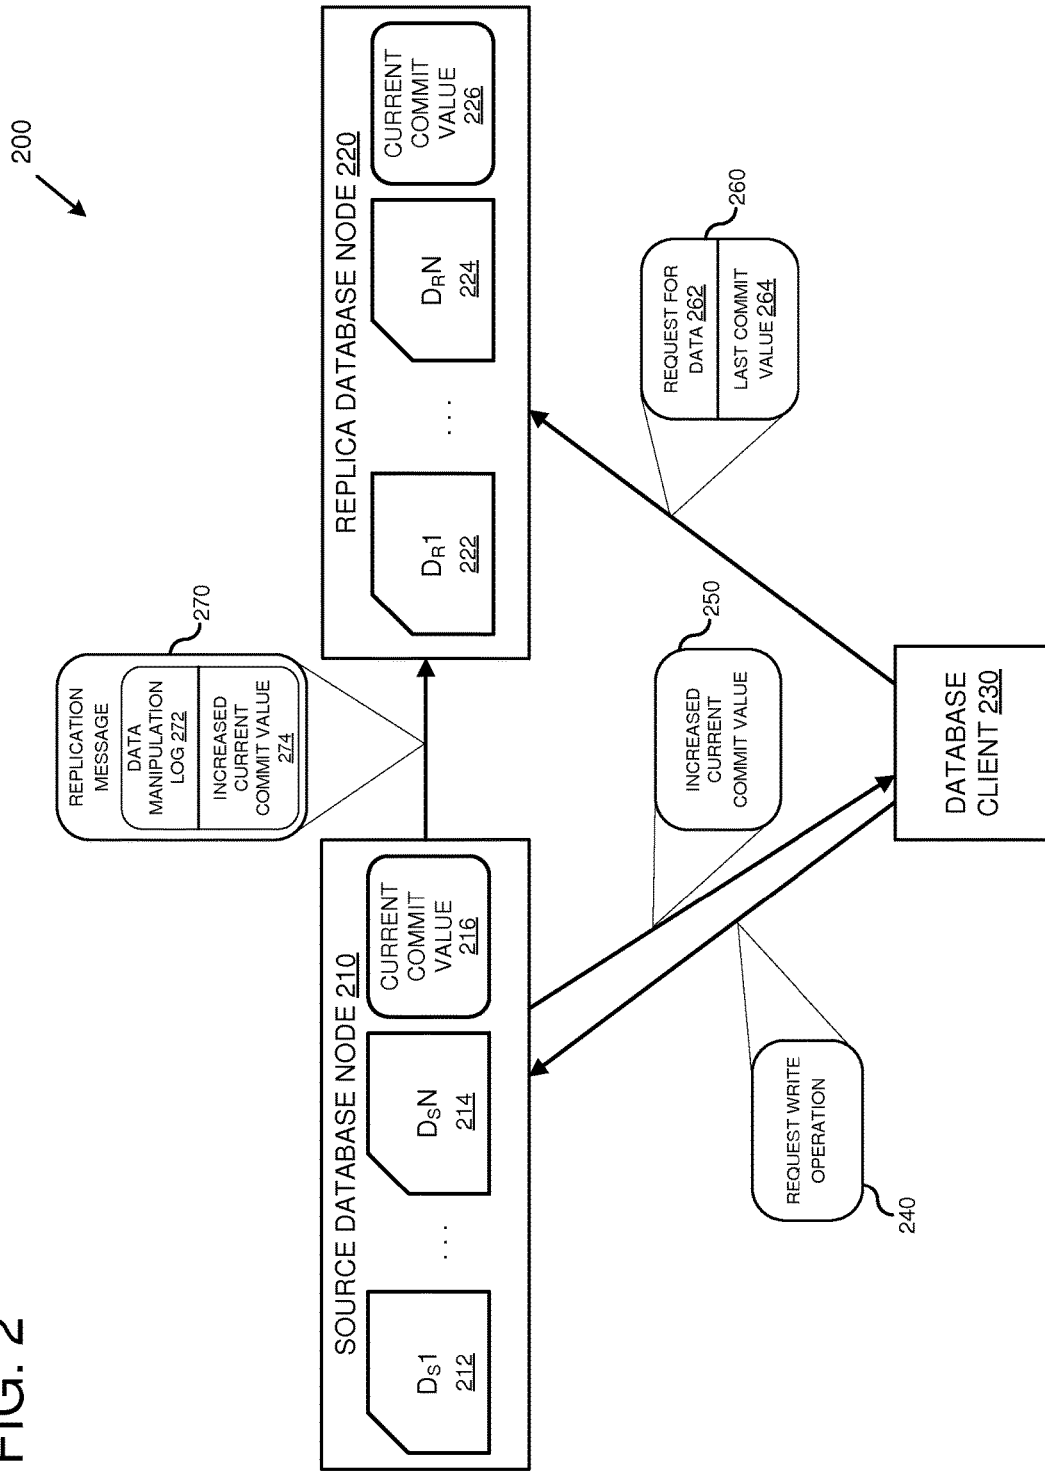 FIG. 2
200
REPLICATION
MESSAGE
DATA
MANIPULATION
LOG 272
INCREASED
CURRENT
COMMIT VALUE
274
270
SOURCE DATABASE NODE 210
DS1
212
. . .
DSN
214
CURRENT
COMMIT
VALUE
216
REPLICA DATABASE NODE 220
DR1
222
. . .
DRN
224
CURRENT
COMMIT
VALUE
226
REQUEST WRITE
OPERATION
240
INCREASED
CURRENT
COMMIT VALUE
250
REQUEST FOR
DATA 262
LAST COMMIT
VALUE 264
260
DATABASE
CLIENT 230